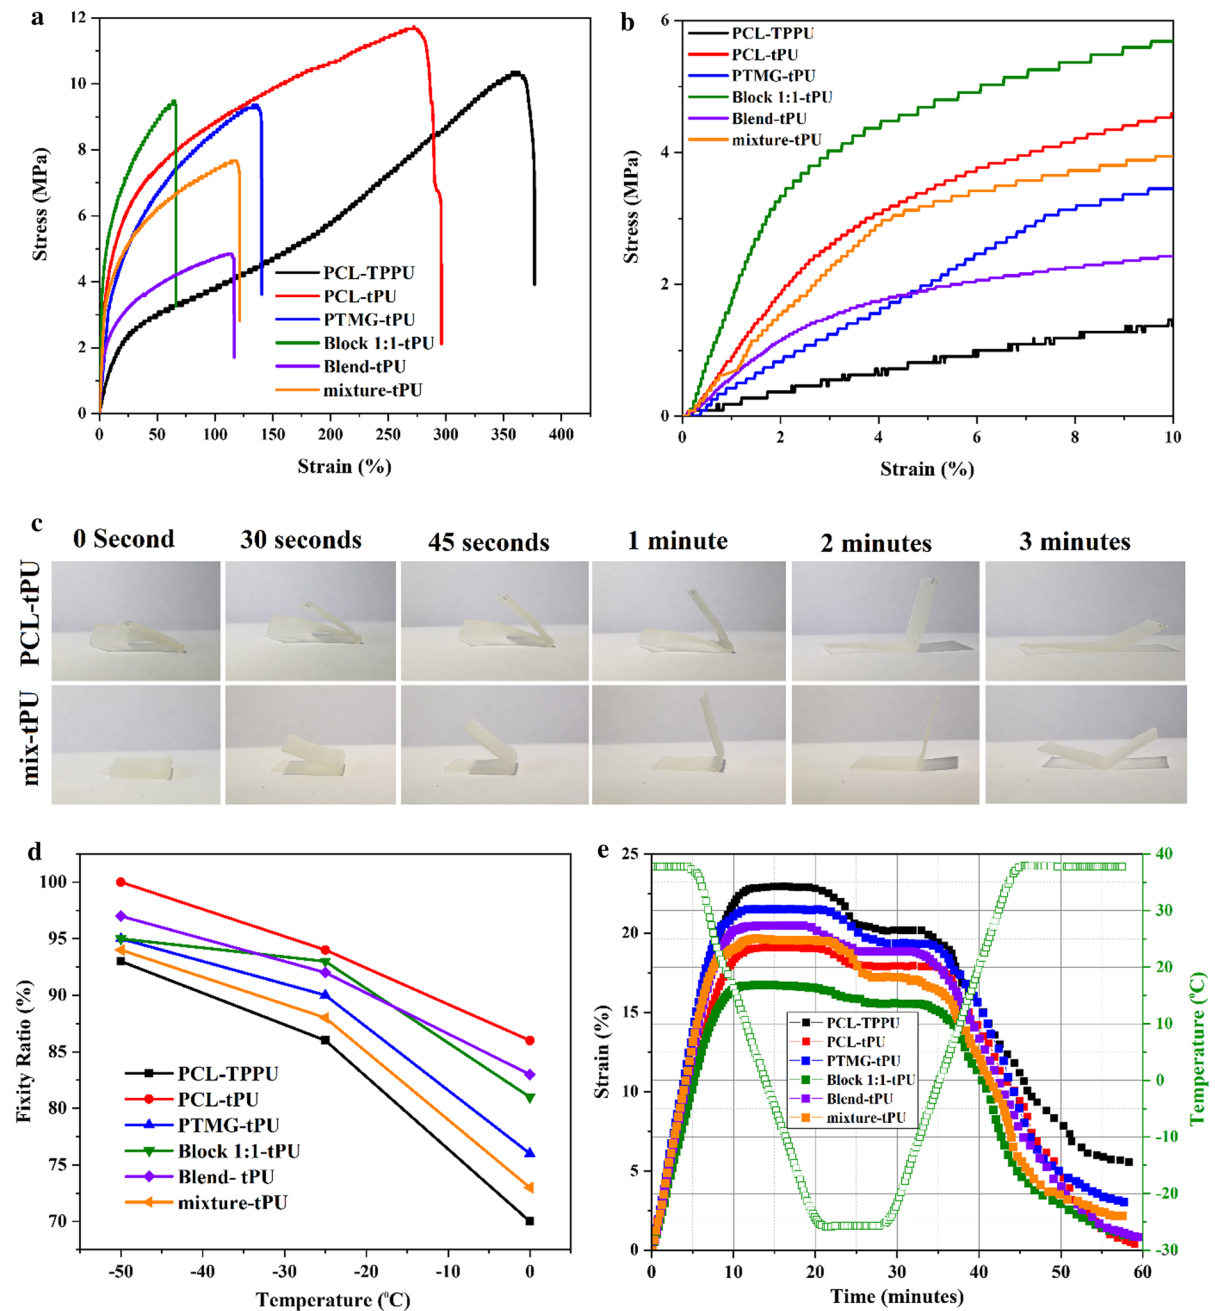 a
12
10
8
6
4
2
0
Stress (MPa)
PCL-TPPU
PCL-tPU
PTMG-tPU
Block 1:1-tPU
Blend-tPU
mixture-tPU
0 50 100 150 200 250 300 350 400
Strain (%)
b
6
4
2
0
Stress (MPa)
PCL-TPPU
PCL-tPU
PTMG-tPU
Block 1:1-tPU
Blend-tPU
mixture-tPU
0 2 4 6 8 10
Strain (%)
c
0 Second 30 seconds 45 seconds 1 minute 2 minutes 3 minutes
PCL-tPU
mix-tPU
d
100
95
90
85
80
75
70
Fixity Ratio (%)
PCL-TPPU
PCL-tPU
PTMG-tPU
Block 1:1-tPU
Blend- tPU
mixture-tPU
-50 -40 -30 -20 -10 0
Temperature (⁰C)
e
25
20
15
10
5
0
Strain (%)
PCL-TPPU
PCL-tPU
PTMG-tPU
Block 1:1-tPU
Blend-tPU
mixture-tPU
40
30
20
10
0
-10
-20
-30
Temperature (⁰C)
0 10 20 30 40 50 60
Time (minutes)